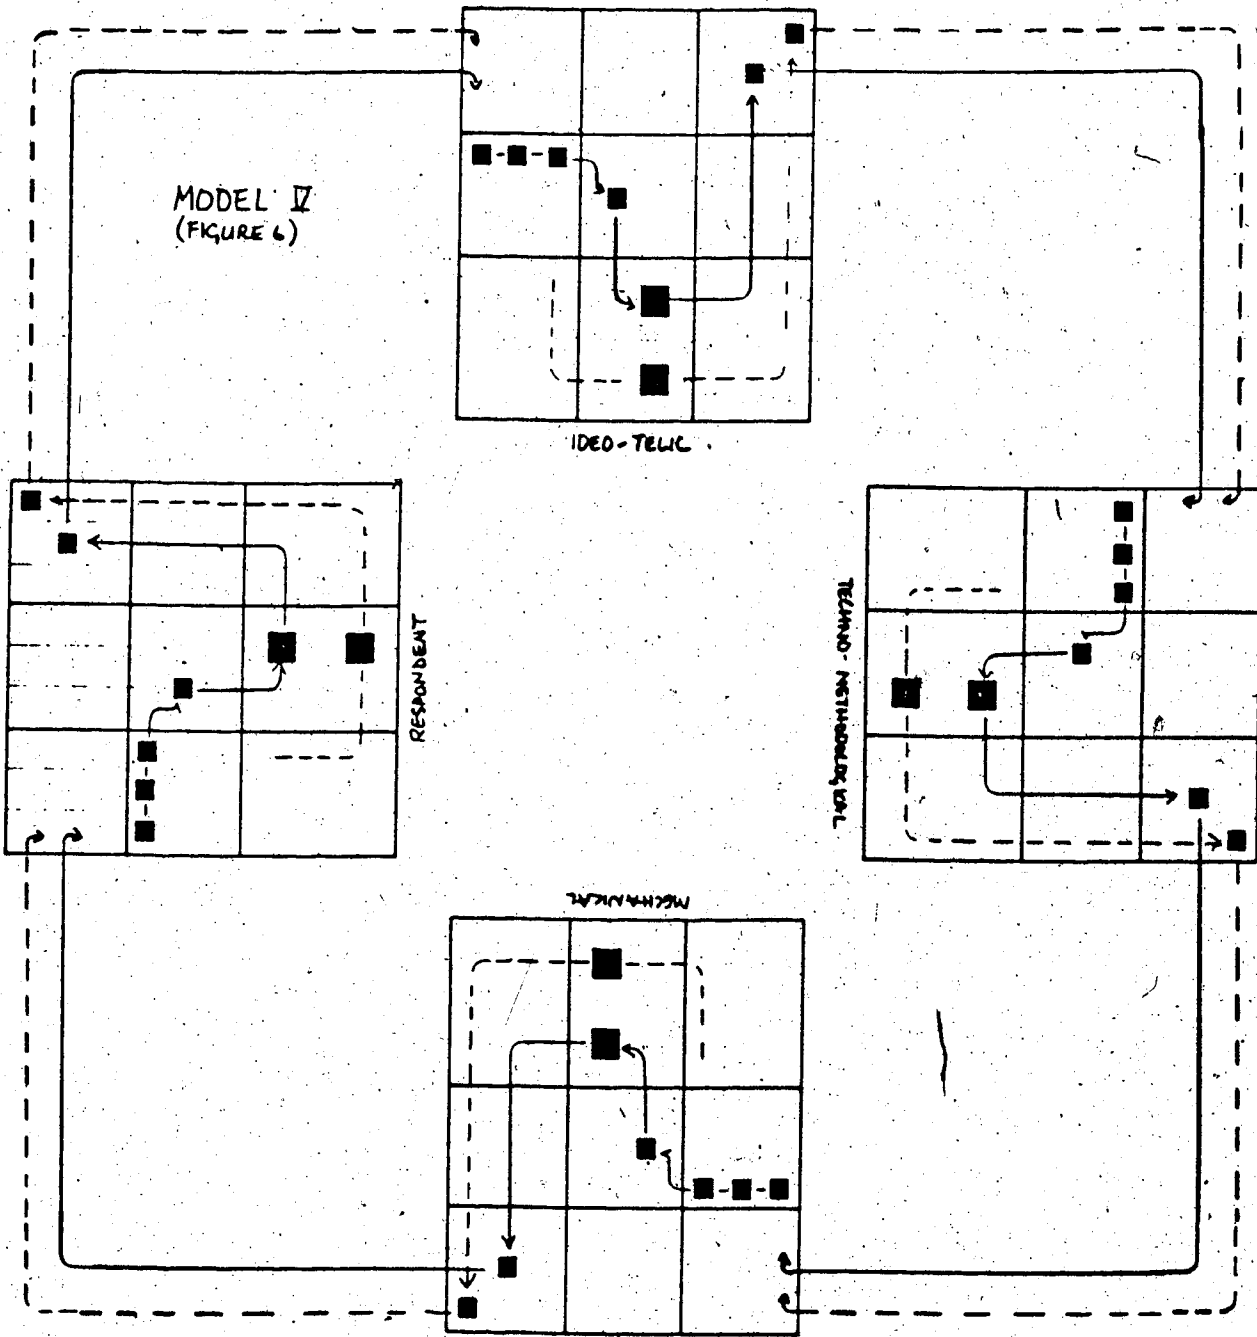 MODEL IV
(FIGURE 6)
IDEO-TELIC
RESPONDENT
TECHNO-METHODOLOGICAL
MECHANICAL